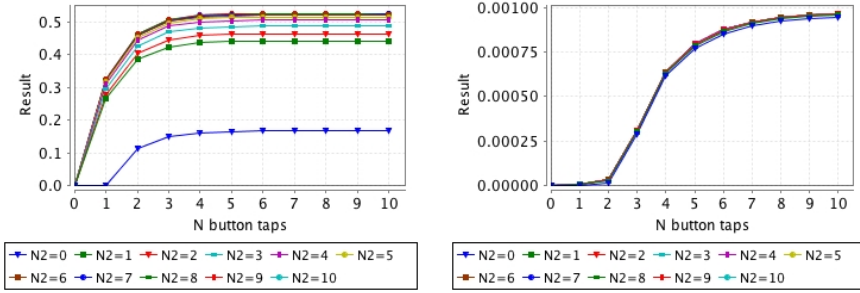 0.5
0.4
0.3
0.2
0.1
0.0
Result
0 1 2 3 4 5 6 7 8 9 10
N button taps
N2=0 N2=1 N2=2 N2=3 N2=4 N2=5
N2=6 N2=7 N2=8 N2=9 N2=10
0.00100
0.00075
0.00050
0.00025
0.00000
Result
0 1 2 3 4 5 6 7 8 9 10
N button taps
N2=0 N2=1 N2=2 N2=3 N2=4 N2=5
N2=6 N2=7 N2=8 N2=9 N2=10